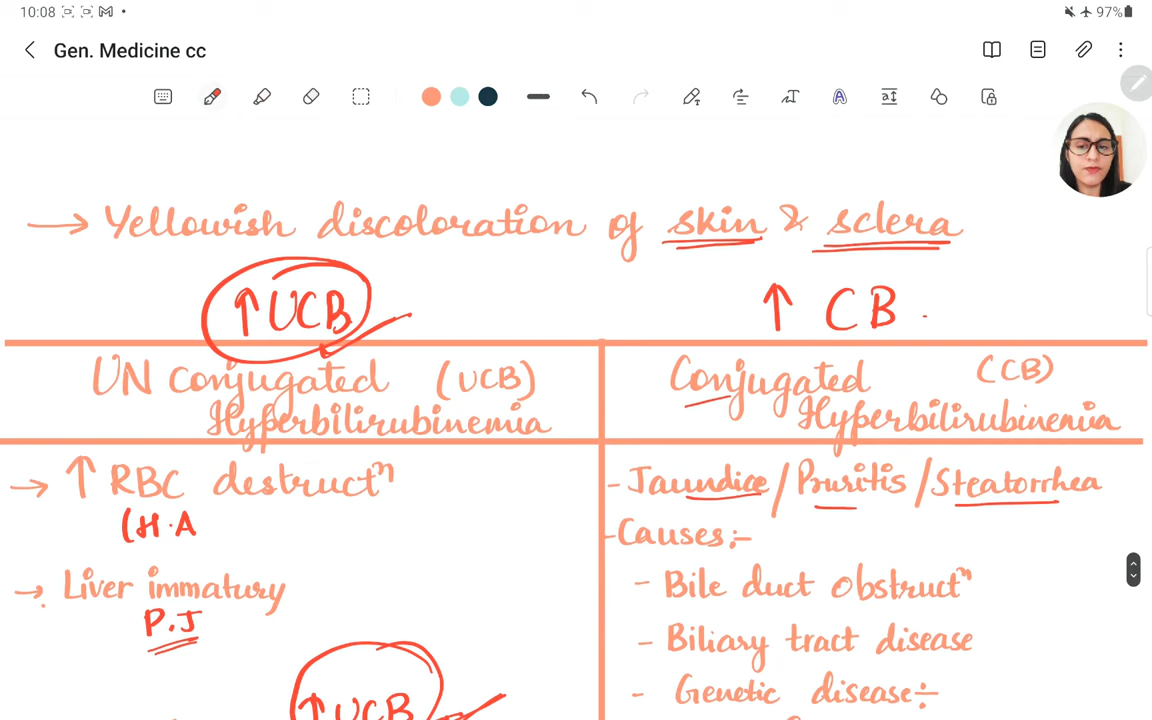 10:08
97%
Gen. Medicine cc
→ Yellowish discoloration of skin & sclera
↑ UCB
↑ CB
UN Conjugated (UCB)
Hyperbilirubinemia
Conjugated (CB)
Hyperbilirubinemia
→ ↑ RBC destructⁿ
(H.A
→ Liver immatury
P.J
↑ UCB
- Jaundice / Pruritis / Steatorrhea
- Causes :-
- Bile duct obstructⁿ
- Biliary tract disease
- Genetic disease :-